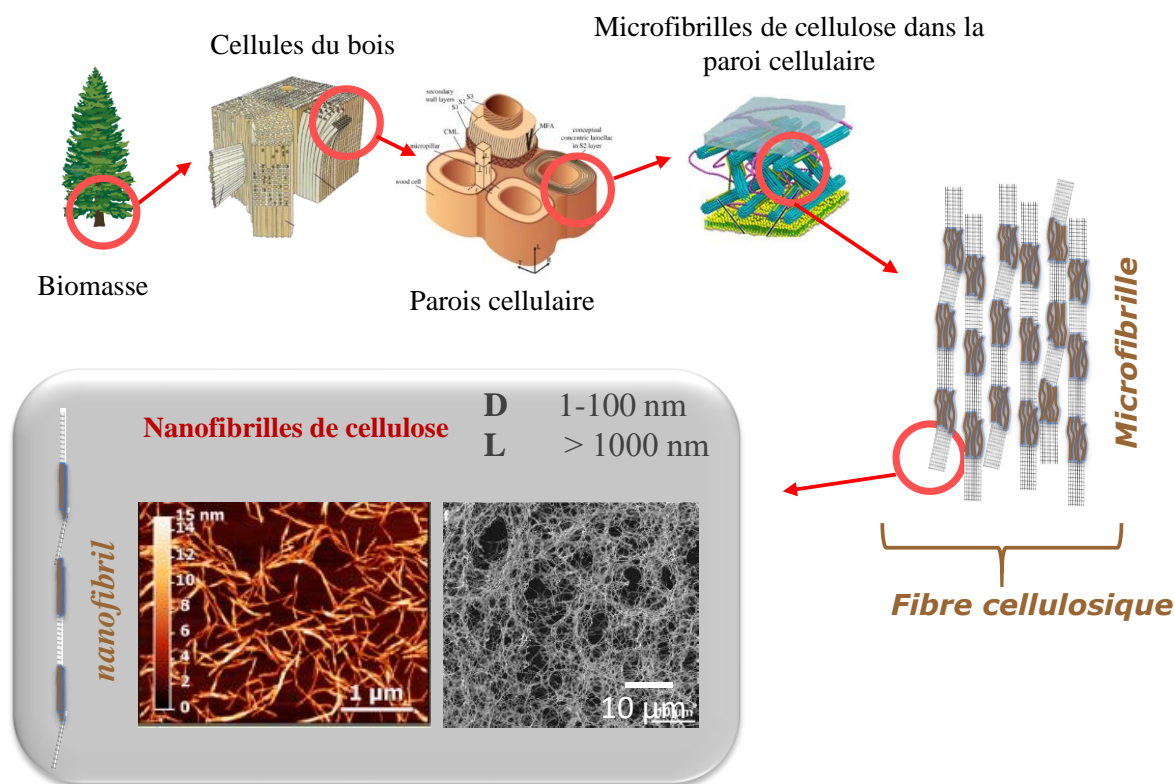 Cellules du bois
Microfibrilles de cellulose dans la
paroi cellulaire
secondary
wall layers
S3
S2
S1
CML
MFA
conceptual
concentric lamellae
in S2 layer
micropillar
wood cell
L
R
T
Biomasse
Parois cellulaire
Microfibrille
Fibre cellulosique
Nanofibrilles de cellulose
D 1-100 nm
L > 1000 nm
nanofibril
15 nm
14
12
10
8
6
4
2
0
1 µm
10 µm